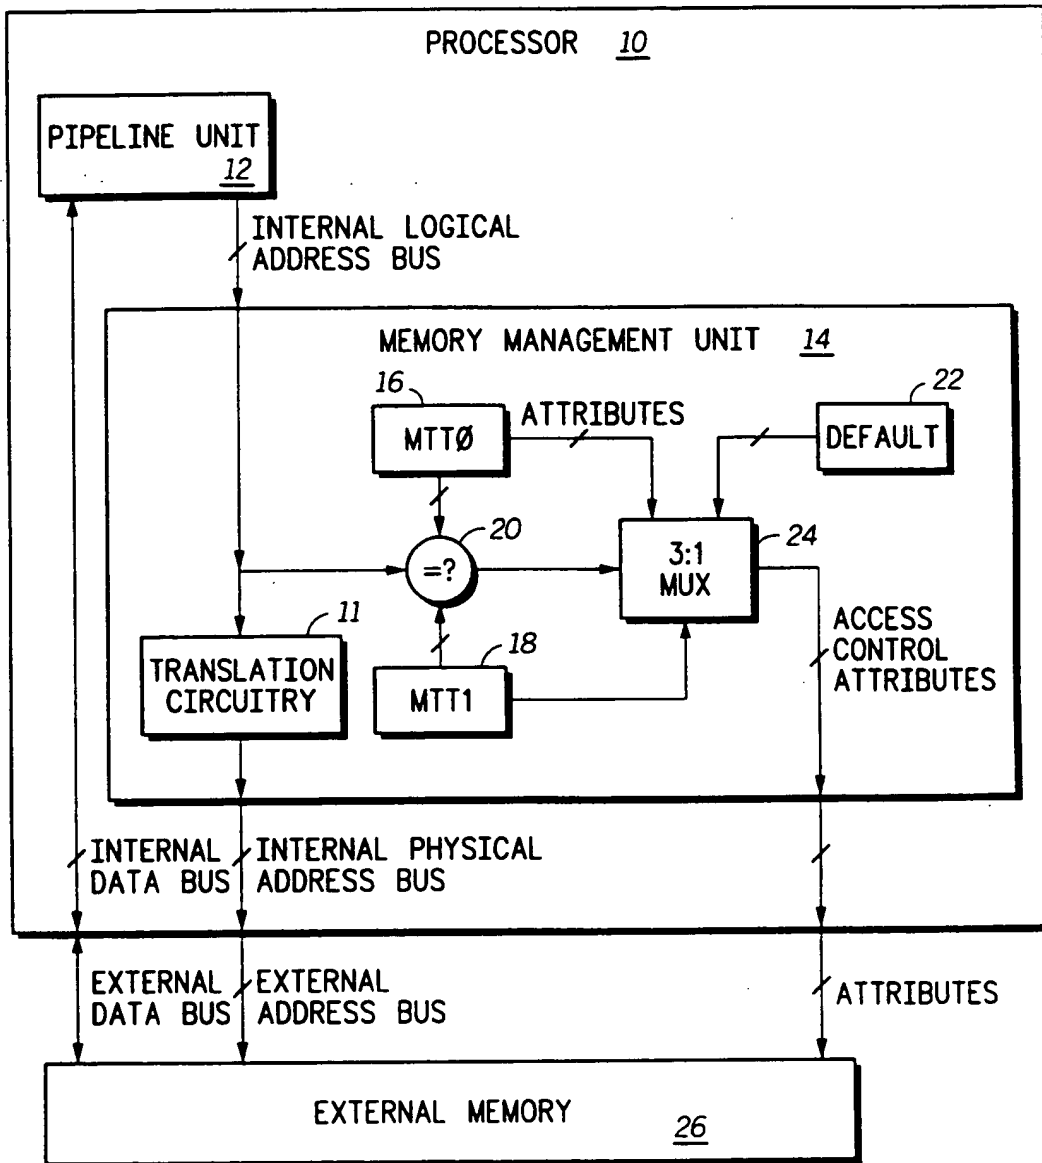 PROCESSOR 10
PIPELINE UNIT
12
INTERNAL LOGICAL
ADDRESS BUS
MEMORY MANAGEMENT UNIT 14
16
MTTØ
ATTRIBUTES
22
DEFAULT
20
=?
3:1
MUX
24
11
TRANSLATION
CIRCUITRY
18
MTT1
ACCESS
CONTROL
ATTRIBUTES
INTERNAL
DATA BUS
INTERNAL PHYSICAL
ADDRESS BUS
EXTERNAL
DATA BUS
EXTERNAL
ADDRESS BUS
ATTRIBUTES
EXTERNAL MEMORY
26